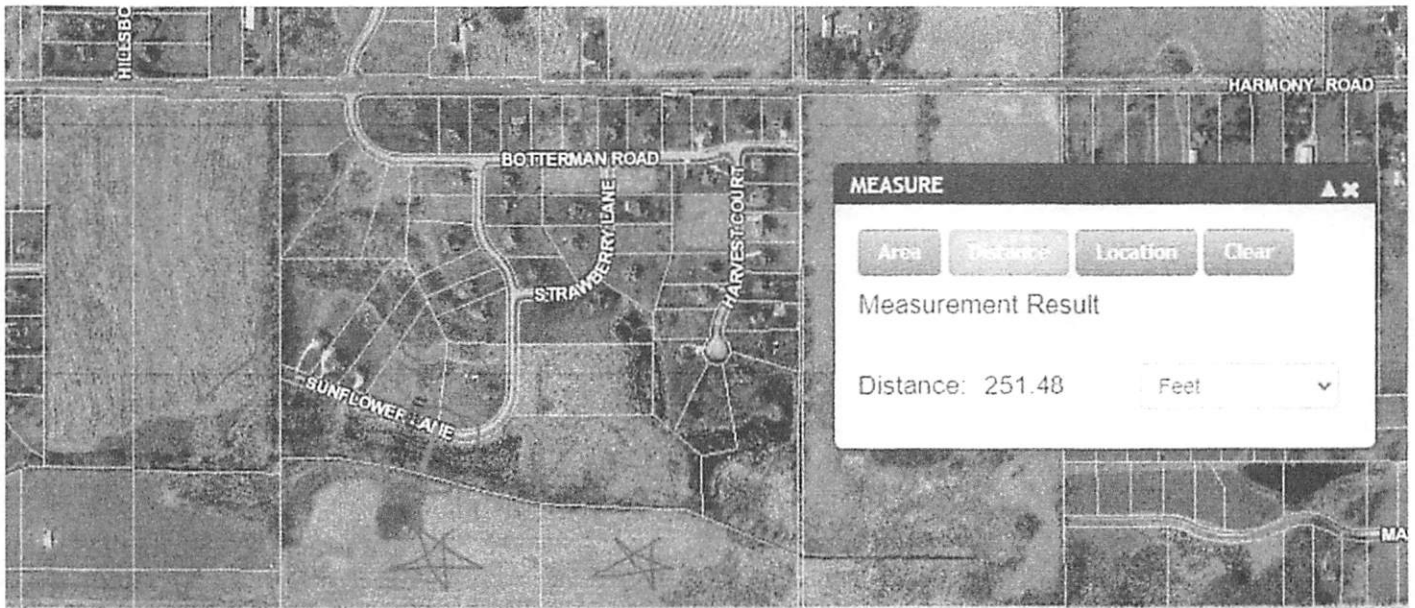 HILLSBO
HARMONY ROAD
BOTTERMAN ROAD
STRAWBERRY LANE
HARVEST COURT
SUNFLOWER LANE
MA
MEASURE
Area Distance Location Clear
Measurement Result
Distance: 251.48 Feet